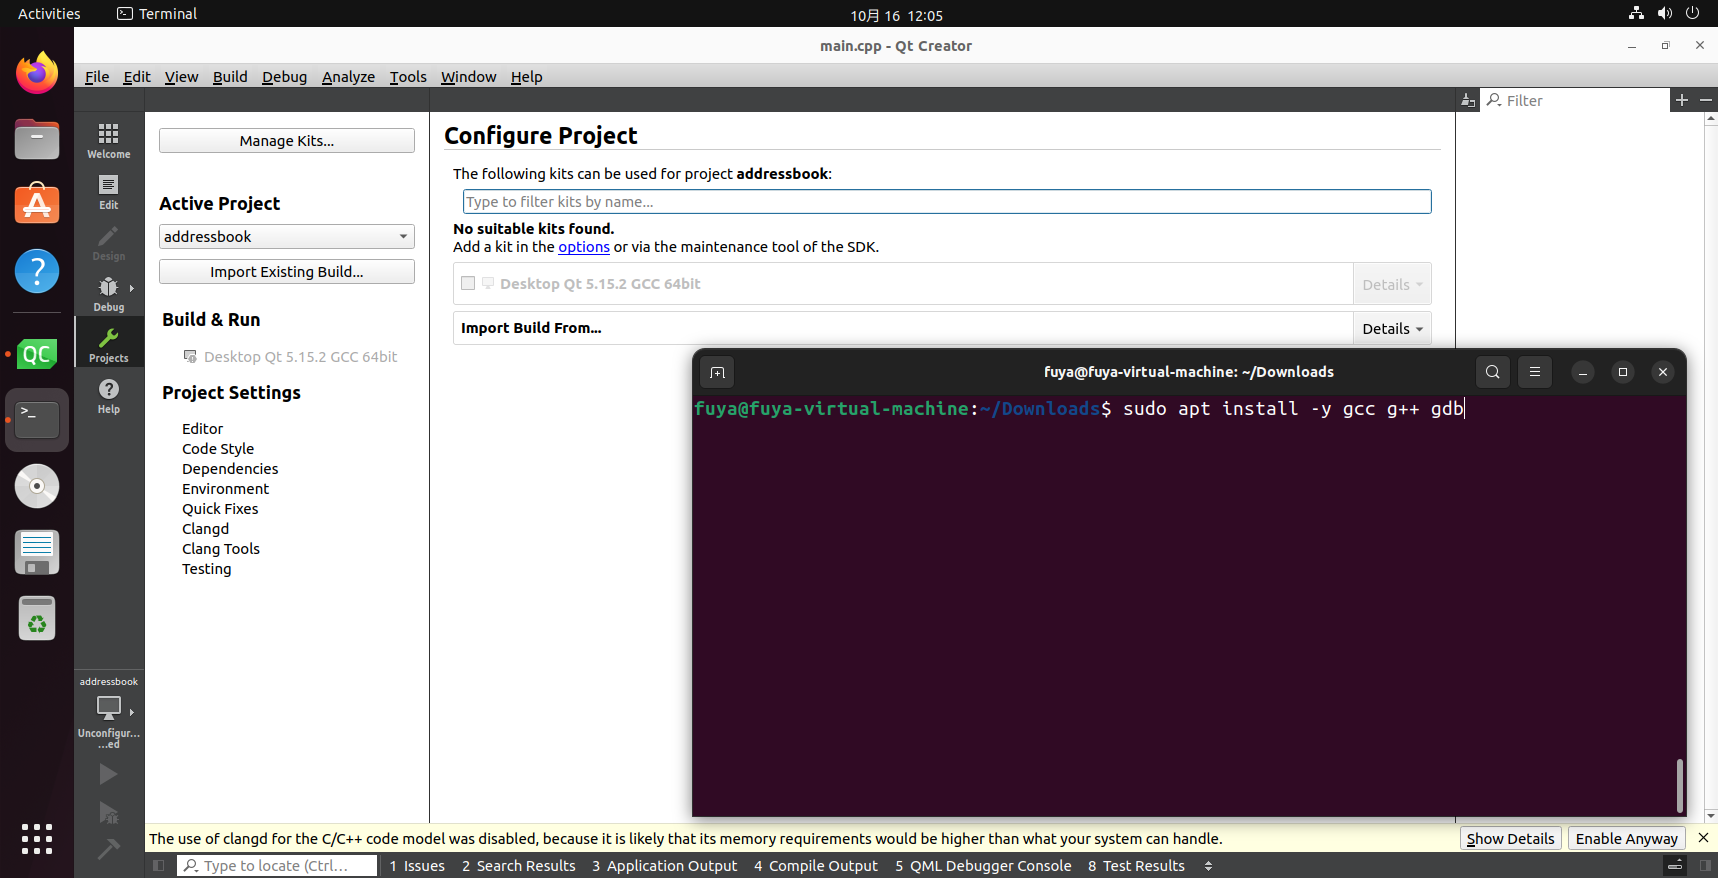 Activities
Terminal
10月 16 12:05
main.cpp - Qt Creator
File Edit View Build Debug Analyze Tools Window Help
Filter
Welcome
Edit
Design
Debug
Projects
Help
addressbook
Unconfigur...
...ed
Manage Kits...
Active Project
addressbook
Import Existing Build...
Build & Run
Desktop Qt 5.15.2 GCC 64bit
Project Settings
Editor
Code Style
Dependencies
Environment
Quick Fixes
Clangd
Clang Tools
Testing
Configure Project
The following kits can be used for project addressbook:
Type to filter kits by name...
No suitable kits found.
Add a kit in the options or via the maintenance tool of the SDK.
Desktop Qt 5.15.2 GCC 64bit
Details
Import Build From...
Details
fuya@fuya-virtual-machine: ~/Downloads
fuya@fuya-virtual-machine:~/Downloads$ sudo apt install -y gcc g++ gdb
The use of clangd for the C/C++ code model was disabled, because it is likely that its memory requirements would be higher than what your system can handle.
Show Details
Enable Anyway
Type to locate (Ctrl...
1 Issues 2 Search Results 3 Application Output 4 Compile Output 5 QML Debugger Console 8 Test Results
QC
>_